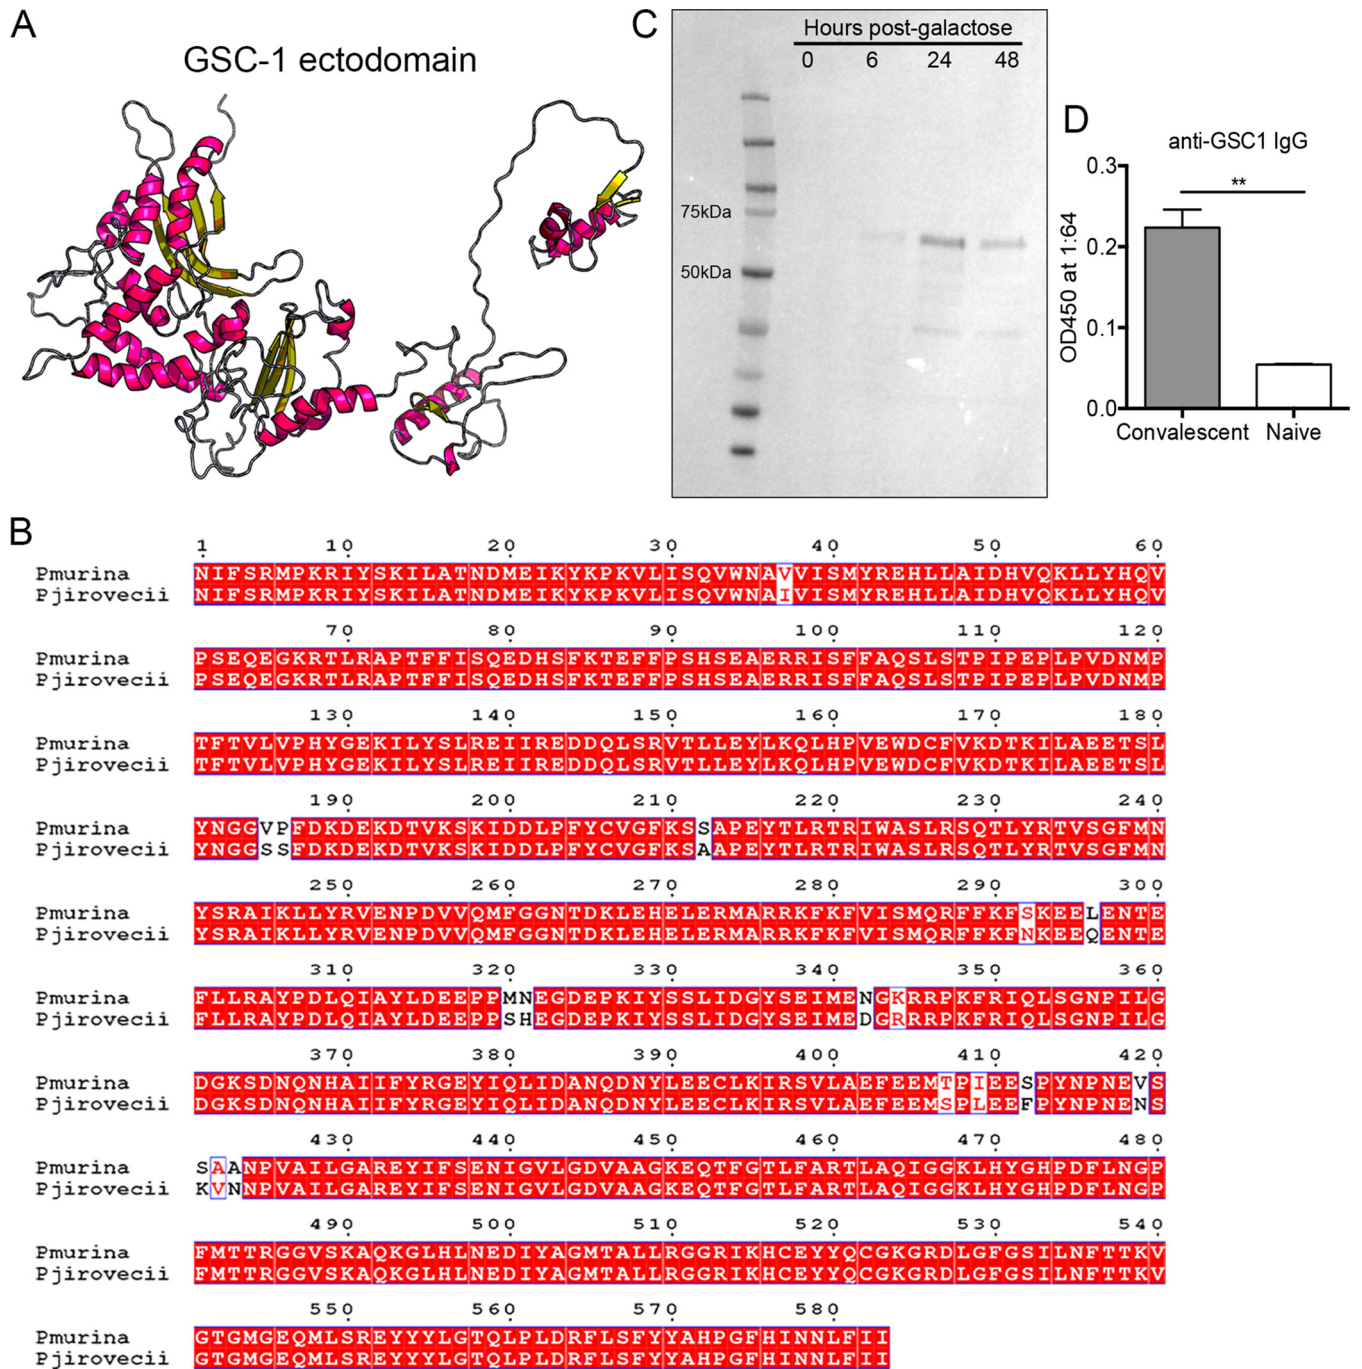 A
GSC-1 ectodomain
C
Hours post-galactose
0 6 24 48
75kDa
50kDa
D
anti-GSC1 IgG
**
0.3
0.2
0.1
0.0
OD450 at 1:64
Convalescent Naive
B
1 10 20 30 40 50 60
Pmurina NIFSRMPKRIYSKILATNDMEIKYKPKVLISQVWNAVVISMYREHLLAIDHVQKLLYHQV
Pjirovecii NIFSRMPKRIYSKILATNDMEIKYKPKVLISQVWNAIVISMYREHLLAIDHVQKLLYHQV
70 80 90 100 110 120
Pmurina PSEQEGKRTLRAPTFFISQEDHSFKTEFFPSHSEAERRISFFAQSLSTPIPEPLPVDNMP
Pjirovecii PSEQEGKRTLRAPTFFISQEDHSFKTEFFPSHSEAERRISFFAQSLSTPIPEPLPVDNMP
130 140 150 160 170 180
Pmurina TFTVLVPHYGEKILYSLREIIREDDQLSRVTLLEYLKQLHPVEWDCFVKDTKILAEETSL
Pjirovecii TFTVLVPHYGEKILYSLREIIREDDQLSRVTLLEYLKQLHPVEWDCFVKDTKILAEETSL
190 200 210 220 230 240
Pmurina YNGGVPFDKDEKDTVKSKIDDLPFYCVGFKSSAPEYTLRTRIWASLRSQTLYRTVSGFMN
Pjirovecii YNGGSSFDKDEKDTVKSKIDDLPFYCVGFKSAAPEYTLRTRIWASLRSQTLYRTVSGFMN
250 260 270 280 290 300
Pmurina YSRAIKLLYRVENPDVVQMFGGNTDKLEHELERMARRKFKFVISMQRFFKFSKEELENTE
Pjirovecii YSRAIKLLYRVENPDVVQMFGGNTDKLEHELERMARRKFKFVISMQRFFKFNKEEQENTE
310 320 330 340 350 360
Pmurina FLLRAYPDLQIAYLDEEPPMNEGDEPKIYSSLIDGYSEIMENGKRRPKFRIQLSGNPILG
Pjirovecii FLLRAYPDLQIAYLDEEPPSHEGDEPKIYSSLIDGYSEIMEDGRRRPKFRIQLSGNPILG
370 380 390 400 410 420
Pmurina DGKSDNQNHAIIFYRGEYIQLIDANQDNYLEECLKIRSVLAEFEEMTPIEESPYNPNEVS
Pjirovecii DGKSDNQNHAIIFYRGEYIQLIDANQDNYLEECLKIRSVLAEFEEMSPLEEFPYNPNENS
430 440 450 460 470 480
Pmurina SAANPVAILGAREYIFSENIGVLGDVAAGKEQTFGTLFARTLAQIGGKLHYGHPDFLNGP
Pjirovecii KVNNPVAILGAREYIFSENIGVLGDVAAGKEQTFGTLFARTLAQIGGKLHYGHPDFLNGP
490 500 510 520 530 540
Pmurina FMTTRGGVSKAQKGLHLNEDIYAGMTALLRGGRIKHCEYYQCGKGRDLGFGSILNFTTKV
Pjirovecii FMTTRGGVSKAQKGLHLNEDIYAGMTALLRGGRIKHCEYYQCGKGRDLGFGSILNFTTKV
550 560 570 580
Pmurina GTGMGEQMLSREYYYLGTQLPLDRFLSFYYAHPGFHINNLFII
Pjirovecii GTGMGEQMLSREYYYLGTQLPLDRFLSFYYAHPGFHINNLFII